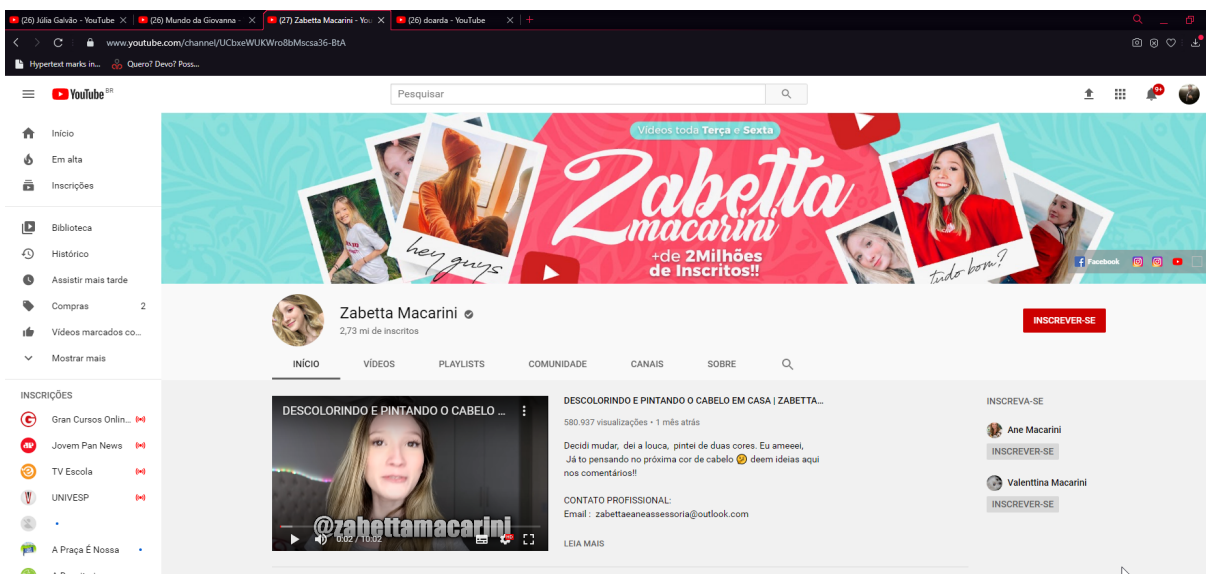 (26) Júlia Galvão - YouTube
(26) Mundo da Giovanna -
(27) Zabetta Macarini - You
(26) doarda - YouTube
www.youtube.com/channel/UCbxeWUKWro8bMscsa36-BtA
Hypertext marks in...
Quero? Devo? Poss...
YouTube BR
Pesquisar
9+
Início
Em alta
Inscrições
Biblioteca
Histórico
Assistir mais tarde
Compras 2
Vídeos marcados co...
Mostrar mais
INSCRIÇÕES
Gran Cursos Onlin...
Jovem Pan News
TV Escola
UNIVESP
A Praça É Nossa
Vídeos toda Terça e Sexta
Zabetta
macarini
+de 2Milhões
de Inscritos!!
hey guys
tudo bom?
Facebook
Zabetta Macarini
2,73 mi de inscritos
INSCREVER-SE
INÍCIO VÍDEOS PLAYLISTS COMUNIDADE CANAIS SOBRE
DESCOLORINDO E PINTANDO O CABELO ...
@zabettamacarini
0:02 / 10:02
DESCOLORINDO E PINTANDO O CABELO EM CASA | ZABETTA...
580.937 visualizações • 1 mês atrás
Decidi mudar, dei a louca, pintei de duas cores. Eu ameeei,
Já to pensando no próxima cor de cabelo deem ideias aqui
nos comentários!!
CONTATO PROFISSIONAL:
Email : zabettaeaneassessoria@outlook.com
LEIA MAIS
INSCREVA-SE
Ane Macarini
INSCREVER-SE
Valenttina Macarini
INSCREVER-SE